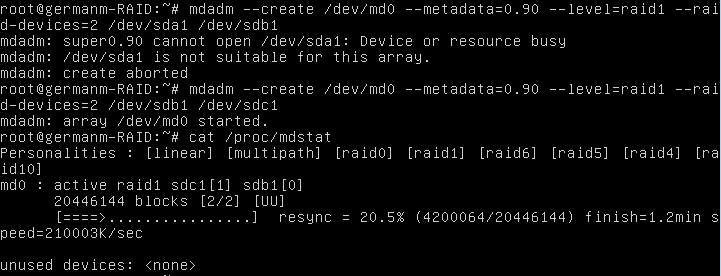 root@germanm-RAID:~# mdadm --create /dev/md0 --metadata=0.90 --level=raid1 --rai
d-devices=2 /dev/sda1 /dev/sdb1
mdadm: super0.90 cannot open /dev/sda1: Device or resource busy
mdadm: /dev/sda1 is not suitable for this array.
mdadm: create aborted
root@germanm-RAID:~# mdadm --create /dev/md0 --metadata=0.90 --level=raid1 --rai
d-devices=2 /dev/sdb1 /dev/sdc1
mdadm: array /dev/md0 started.
root@germanm-RAID:~# cat /proc/mdstat
Personalities : [linear] [multipath] [raid0] [raid1] [raid6] [raid5] [raid4] [ra
id10]
md0 : active raid1 sdc1[1] sdb1[0]
      20446144 blocks [2/2] [UU]
      [====>................]  resync = 20.5% (4200064/20446144) finish=1.2min s
peed=210003K/sec

unused devices: <none>